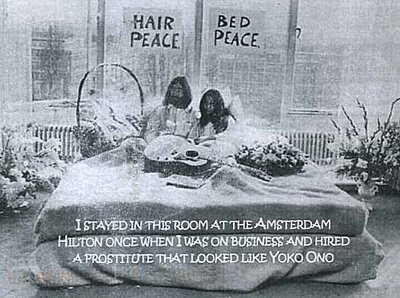 HAIR PEACE.
BED PEACE.
I STAYED IN THIS ROOM AT THE AMSTERDAM
HILTON ONCE WHEN I WAS ON BUSINESS AND HIRED
A PROSTITUTE THAT LOOKED LIKE YOKO ONO